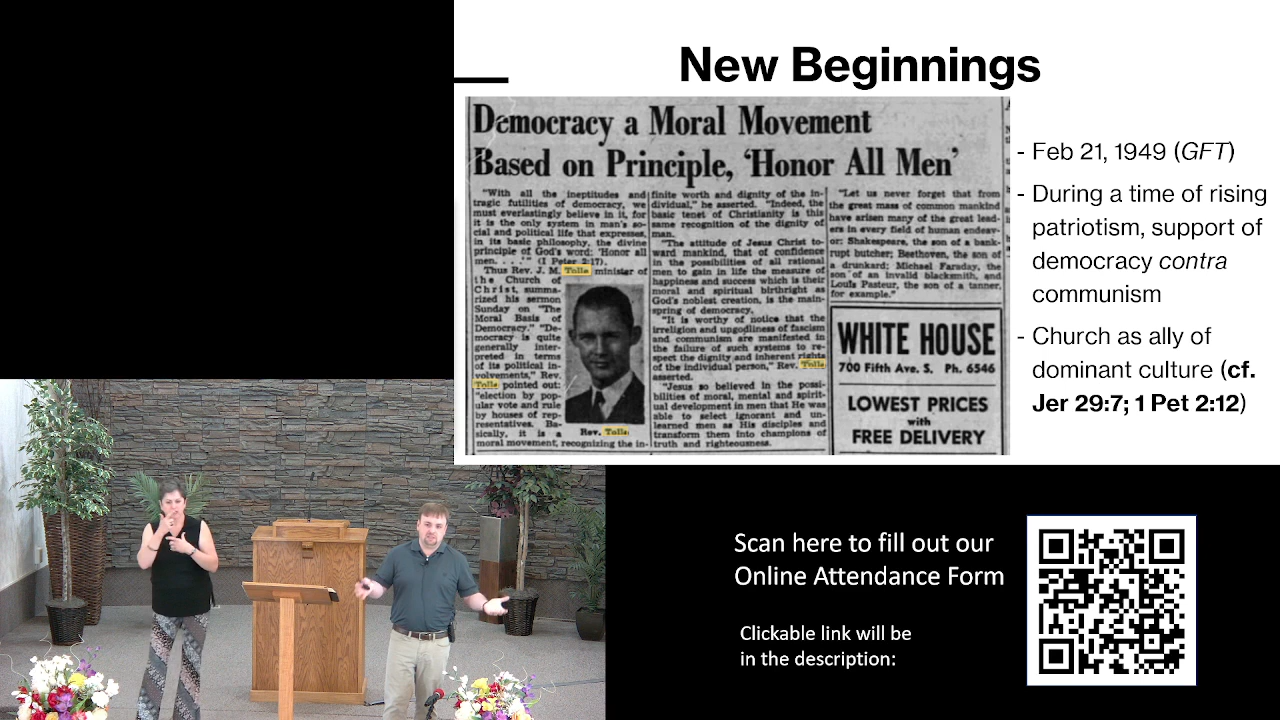 New Beginnings
Democracy a Moral Movement
Based on Principle, ‘Honor All Men’
"With all the ineptitudes and
tragic futilities of democracy, we
must everlastingly believe in it, for
it is the only system in man's so-
cial and political life that expresses,
in its basic philosophy, the divine
principle of God's word: 'Honor all
men. . . .'" (I Peter 2:17).
Thus Rev. J. M. Tolle minister of
the Church of
Christ, summa-
rized his sermon
Sunday on "The
Moral Basis of
Democracy." "De-
mocracy is quite
generally inter-
preted in terms
of its political in-
volvements," Rev.
Tolle pointed out:
"election by pop-
ular vote and rule
by houses of rep-
resentatives. Ba-
sically, it is a
moral movement, recognizing the in-
Rev. Tolle
finite worth and dignity of the in-
dividual," he asserted. "Indeed, the
basic tenet of Christianity is this
same recognition of the dignity of
man.
"The attitude of Jesus Christ to-
ward mankind, that of confidence
in the possibilities of all rational
men to gain in life the measure of
happiness and success which is their
moral and spiritual birthright as
God's noblest creation, is the main-
spring of democracy.
"It is worthy of notice that the
irreligion and ungodliness of fascism
and communism are manifested in
the failure of such systems to re-
spect the dignity and inherent rights
of the individual person," Rev. Tolle
asserted.
"Jesus so believed in the possi-
bilities of moral, mental and spirit-
ual development in men that He was
able to select ignorant and un-
learned men as His disciples and
transform them into champions of
truth and righteousness.
"Let us never forget that from
the great mass of common mankind
have arisen many of the great lead-
ers in every field of human endeav-
or: Shakespeare, the son of a bank-
rupt butcher; Beethoven, the son of
a drunkard; Michael Faraday, the
son of an invalid blacksmith, and
Louis Pasteur, the son of a tanner,
for example."
WHITE HOUSE
700 Fifth Ave. S. Ph. 6546
LOWEST PRICES
with
FREE DELIVERY
- Feb 21, 1949 (GFT)
- During a time of rising
patriotism, support of
democracy contra
communism
- Church as ally of
dominant culture (cf.
Jer 29:7; 1 Pet 2:12)
Scan here to fill out our
Online Attendance Form
Clickable link will be
in the description: